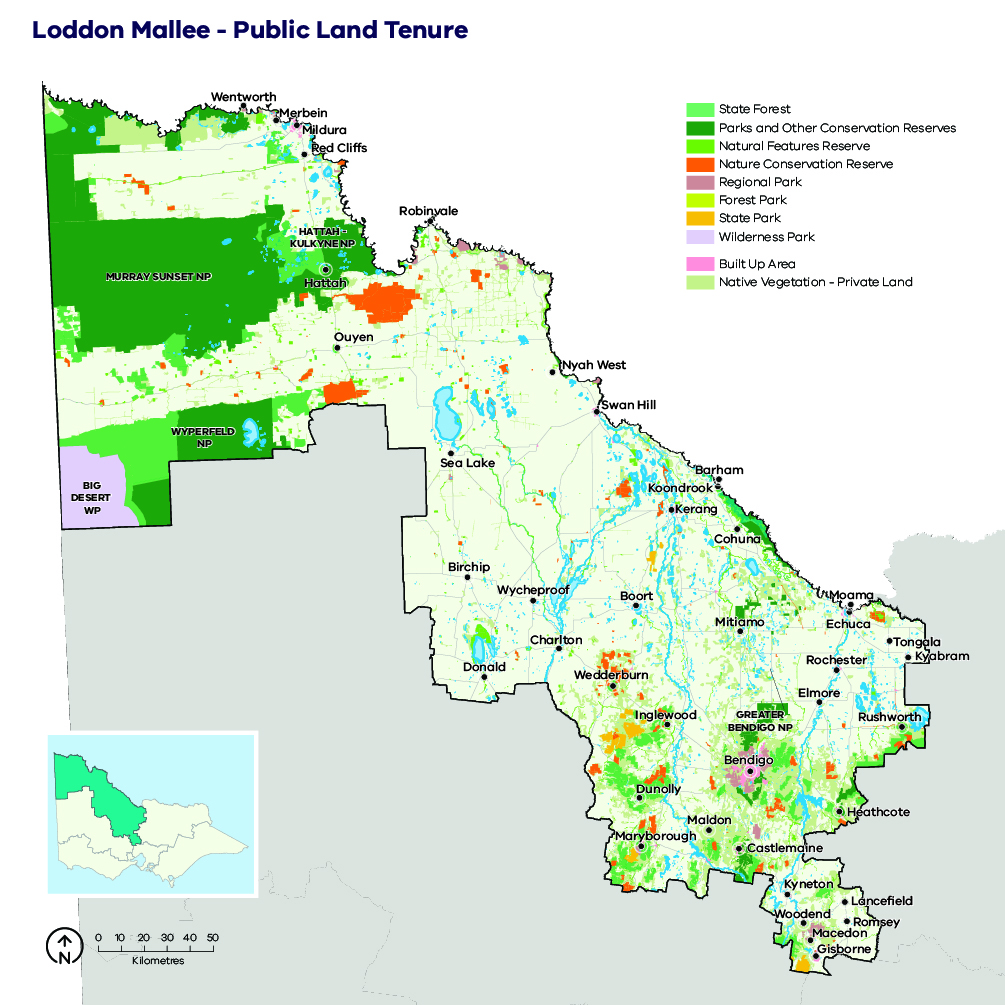 Loddon Mallee - Public Land Tenure
State Forest
Parks and Other Conservation Reserves
Natural Features Reserve
Nature Conservation Reserve
Regional Park
Forest Park
State Park
Wilderness Park
Built Up Area
Native Vegetation - Private Land
Wentworth
Merbein
Mildura
Red Cliffs
Robinvale
HATTAH -
KULKYNE NP
MURRAY SUNSET NP
Hattah
Ouyen
Nyah West
Swan Hill
WYPERFELD
NP
Sea Lake
BIG
DESERT
WP
Barham
Koondrook
Kerang
Cohuna
Birchip
Wycheproof
Boort
Moama
Echuca
Mitiamo
Charlton
Tongala
Kyabram
Donald
Rochester
Wedderburn
Elmore
Inglewood
GREATER
BENDIGO NP
Rushworth
Bendigo
Dunolly
Heathcote
Maldon
Maryborough
Castlemaine
Kyneton
Lancefield
Woodend
Romsey
Macedon
Gisborne
N
0 10 20 30 40 50
Kilometres